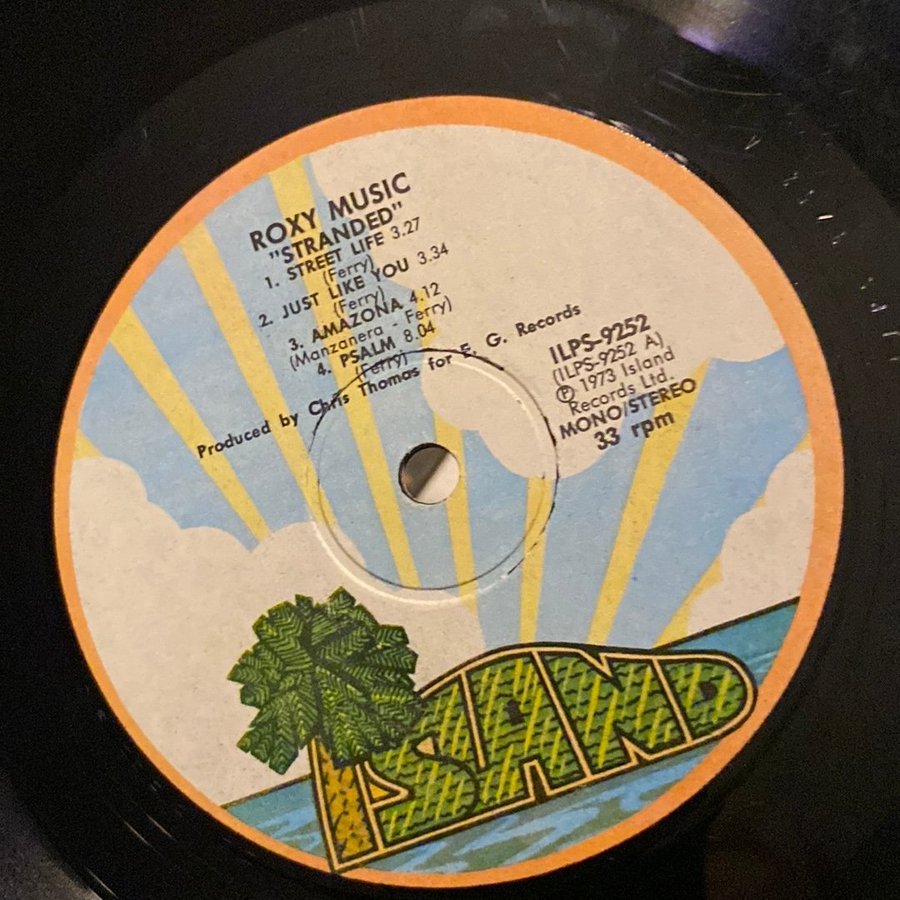 ROXY MUSIC
"STRANDED"
1. STREET LIFE 3.27
(Ferry)
2. JUST LIKE YOU 3.34
(Ferry)
3. AMAZONA 4.12
(Manzanera - Ferry)
4. PSALM 8.04
(Ferry)
Produced by Chris Thomas for E. G. Records
ILPS-9252
(ILPS-9252 A)
℗ 1973 Island
Records Ltd.
MONO/STEREO
33 rpm
ISLAND